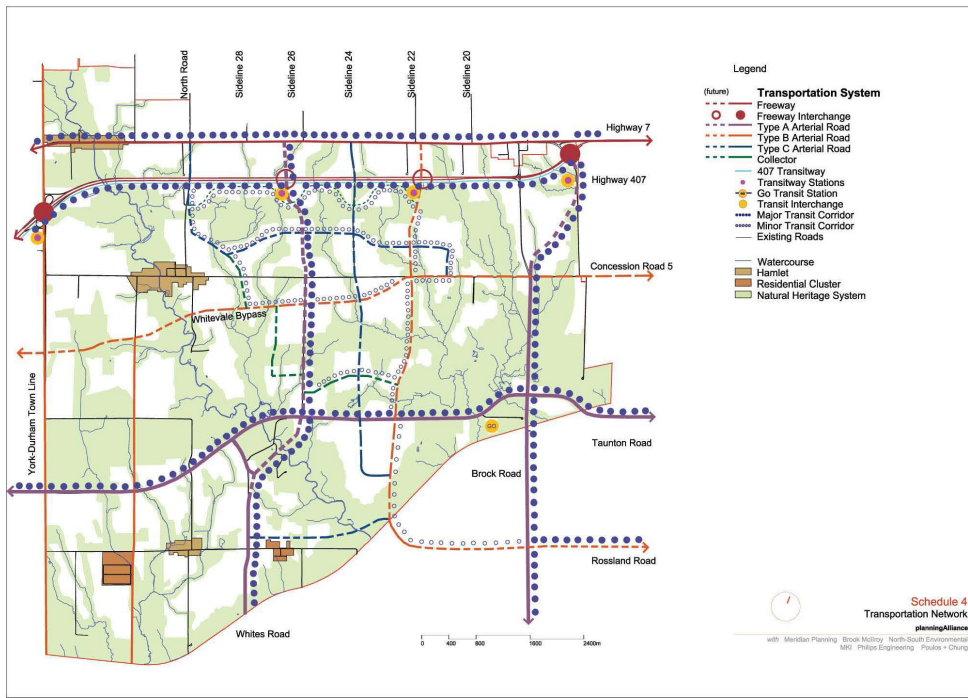 North Road
Sideline 28
Sideline 26
Sideline 24
Sideline 22
Sideline 20
Highway 7
Highway 407
Concession Road 5
Whitevale Bypass
York-Durham Town Line
Taunton Road
GO
Brock Road
Rossland Road
Whites Road
0 400 800 1600 2400m
Legend
(future) Transportation System
Freeway
Freeway Interchange
Type A Arterial Road
Type B Arterial Road
Type C Arterial Road
Collector
407 Transitway
Transitway Stations
Go Transit Station
Transit Interchange
Major Transit Corridor
Minor Transit Corridor
Existing Roads
Watercourse
Hamlet
Residential Cluster
Natural Heritage System
Schedule 4
Transportation Network
planningAlliance
with Meridian Planning Brook McIlroy North-South Environmental
MKI Philips Engineering Poulos + Chung